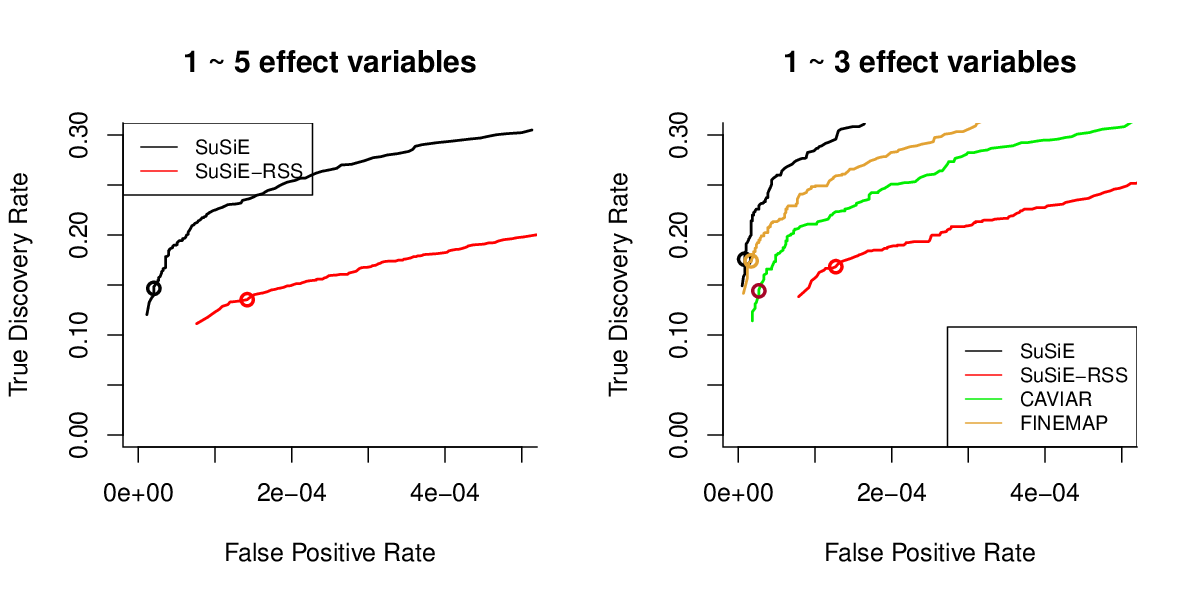 1 ~ 5 effect variables
True Discovery Rate
0.30
0.20
0.10
0.00
SuSiE
SuSiE−RSS
0e+00
2e−04
4e−04
False Positive Rate
1 ~ 3 effect variables
True Discovery Rate
0.30
0.20
0.10
0.00
SuSiE
SuSiE−RSS
CAVIAR
FINEMAP
0e+00
2e−04
4e−04
False Positive Rate